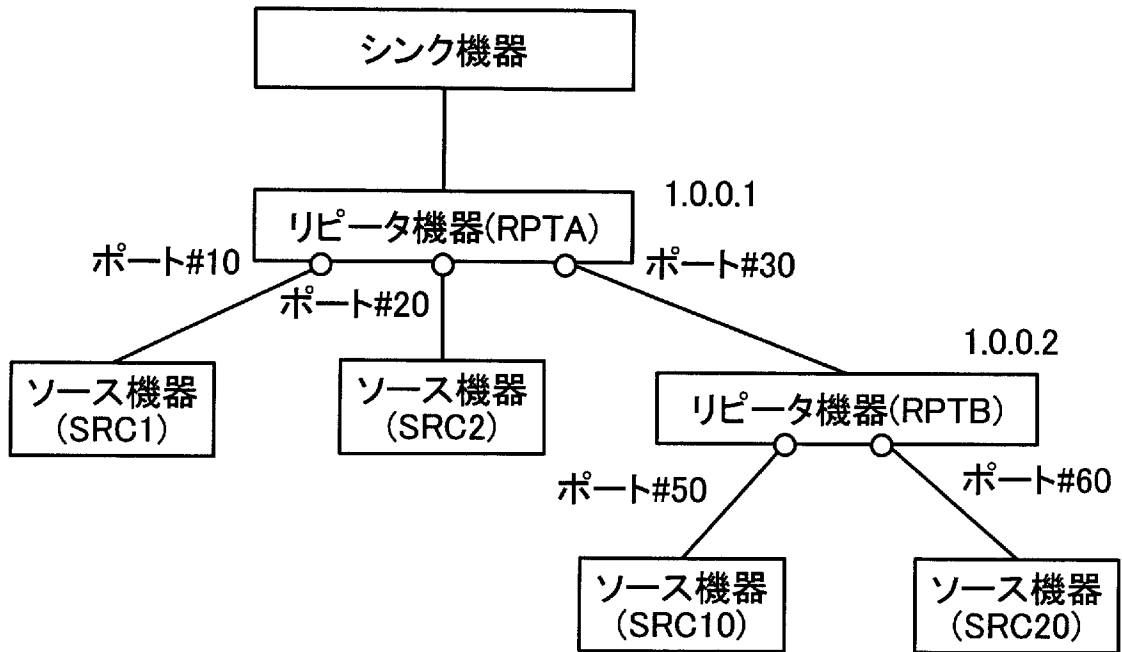 シンク機器
1.0.0.1
リピータ機器(RPTA)
ポート#10
ポート#20
ポート#30
1.0.0.2
ソース機器
(SRC1)
ソース機器
(SRC2)
リピータ機器(RPTB)
ポート#50
ポート#60
ソース機器
(SRC10)
ソース機器
(SRC20)